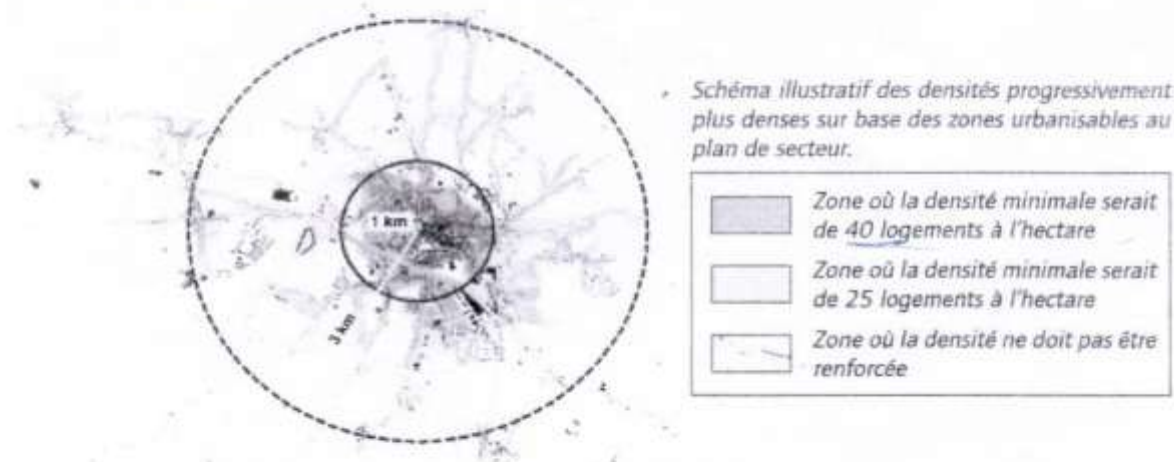 1 km
3 km
Schéma illustratif des densités progressivement
plus denses sur base des zones urbanisables au
plan de secteur.
Zone où la densité minimale serait
de 40 logements à l'hectare
Zone où la densité minimale serait
de 25 logements à l'hectare
Zone où la densité ne doit pas être
renforcée